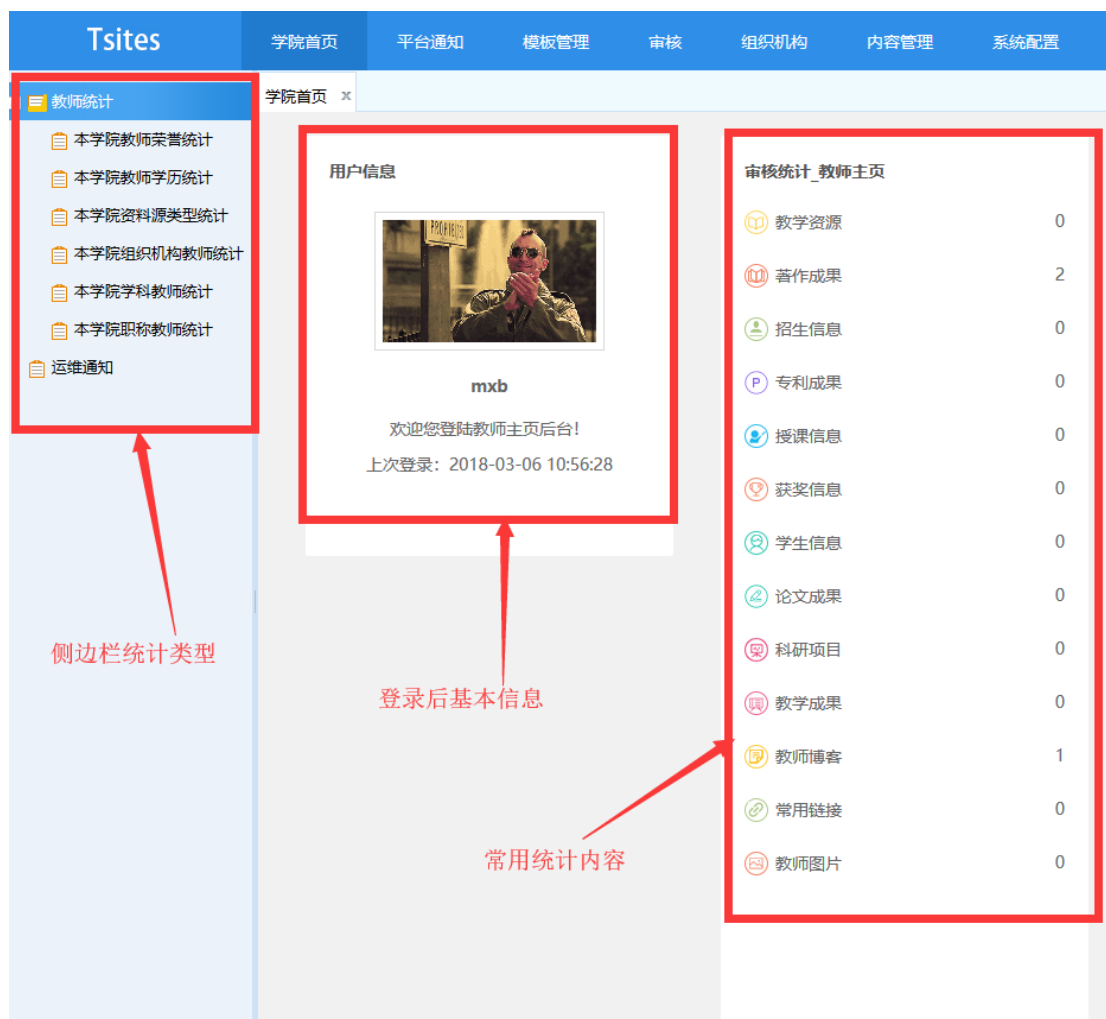 Tsites
学院首页 平台通知 模板管理 审核 组织机构 内容管理 系统配置
教师统计
本学院教师荣誉统计
本学院教师学历统计
本学院资料源类型统计
本学院组织机构教师统计
本学院学科教师统计
本学院职称教师统计
运维通知
侧边栏统计类型
学院首页 x
用户信息
mxb
欢迎您登陆教师主页后台！
上次登录：2018-03-06 10:56:28
登录后基本信息
审核统计_教师主页
教学资源 0
著作成果 2
招生信息 0
P 专利成果 0
授课信息 0
获奖信息 0
学生信息 0
论文成果 0
科研项目 0
教学成果 0
教师博客 1
常用链接 0
教师图片 0
常用统计内容